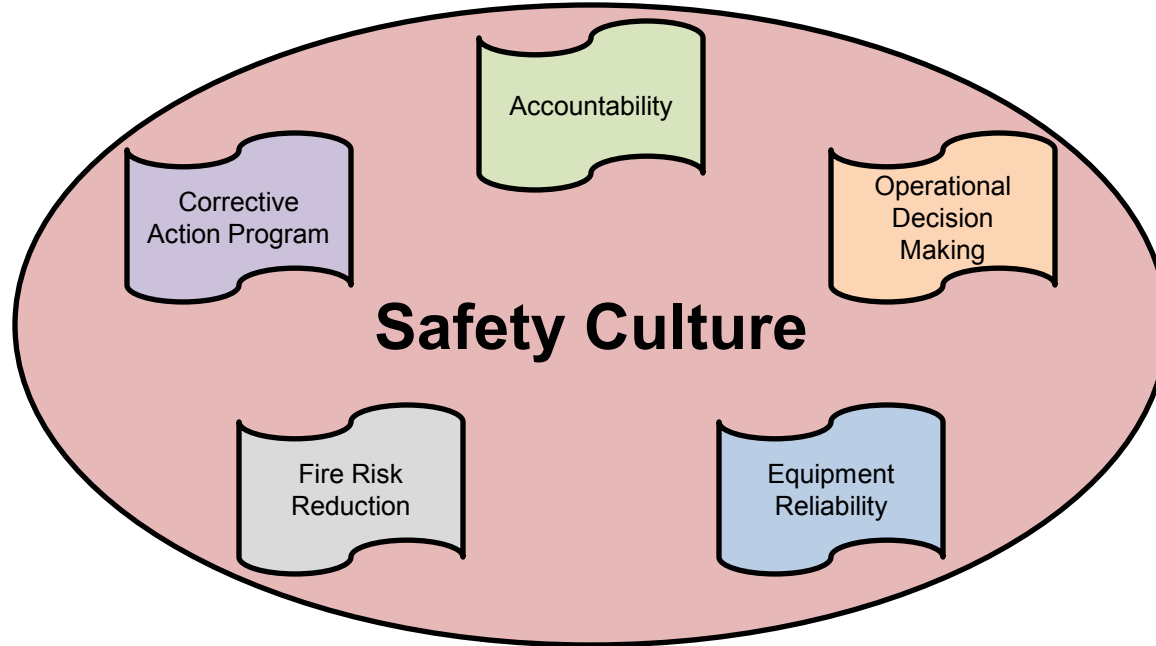 Accountability
Corrective
Action Program
Operational
Decision
Making
Safety Culture
Fire Risk
Reduction
Equipment
Reliability